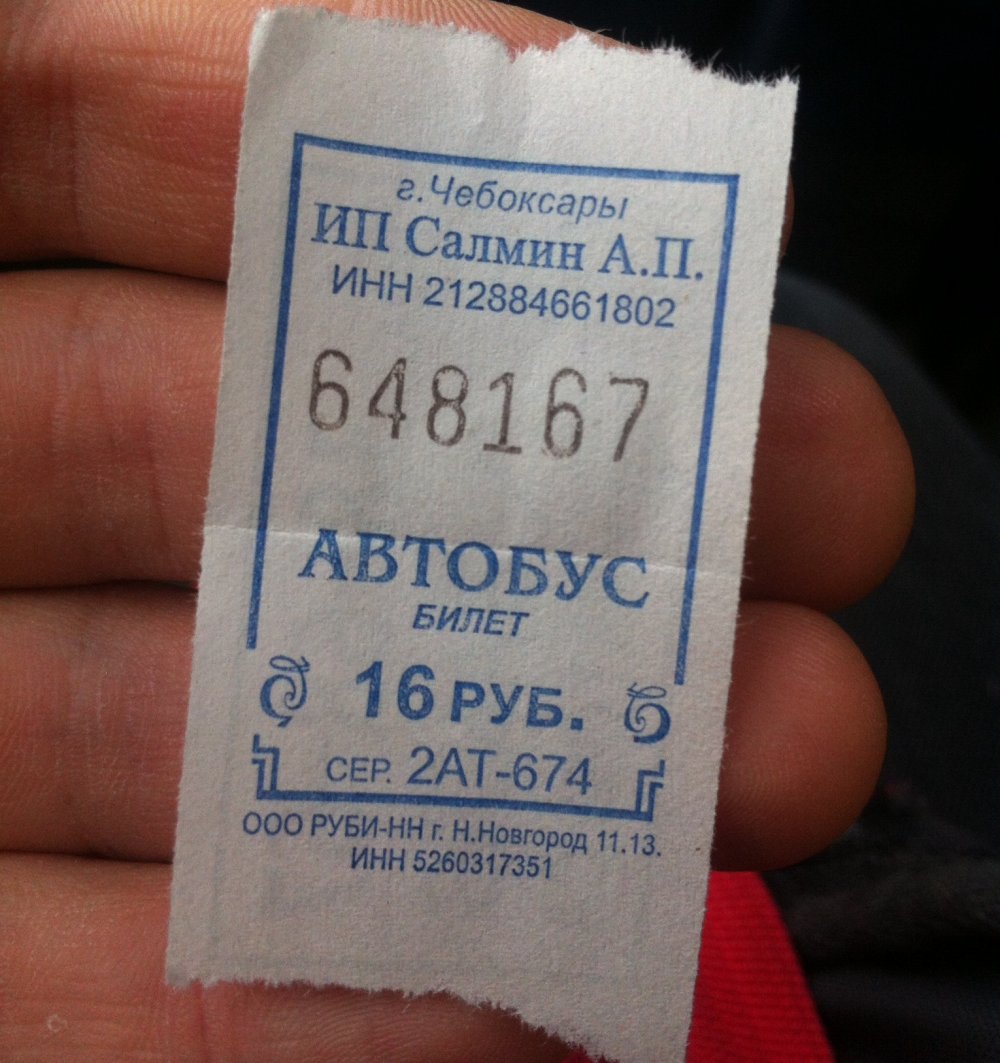 г.Чебоксары
ИП Салмин А.П.
ИНН 212884661802
648167
АВТОБУС
БИЛЕТ
16 РУБ.
СЕР. 2АТ-674
ООО РУБИ-НН г. Н.Новгород 11.13.
ИНН 5260317351